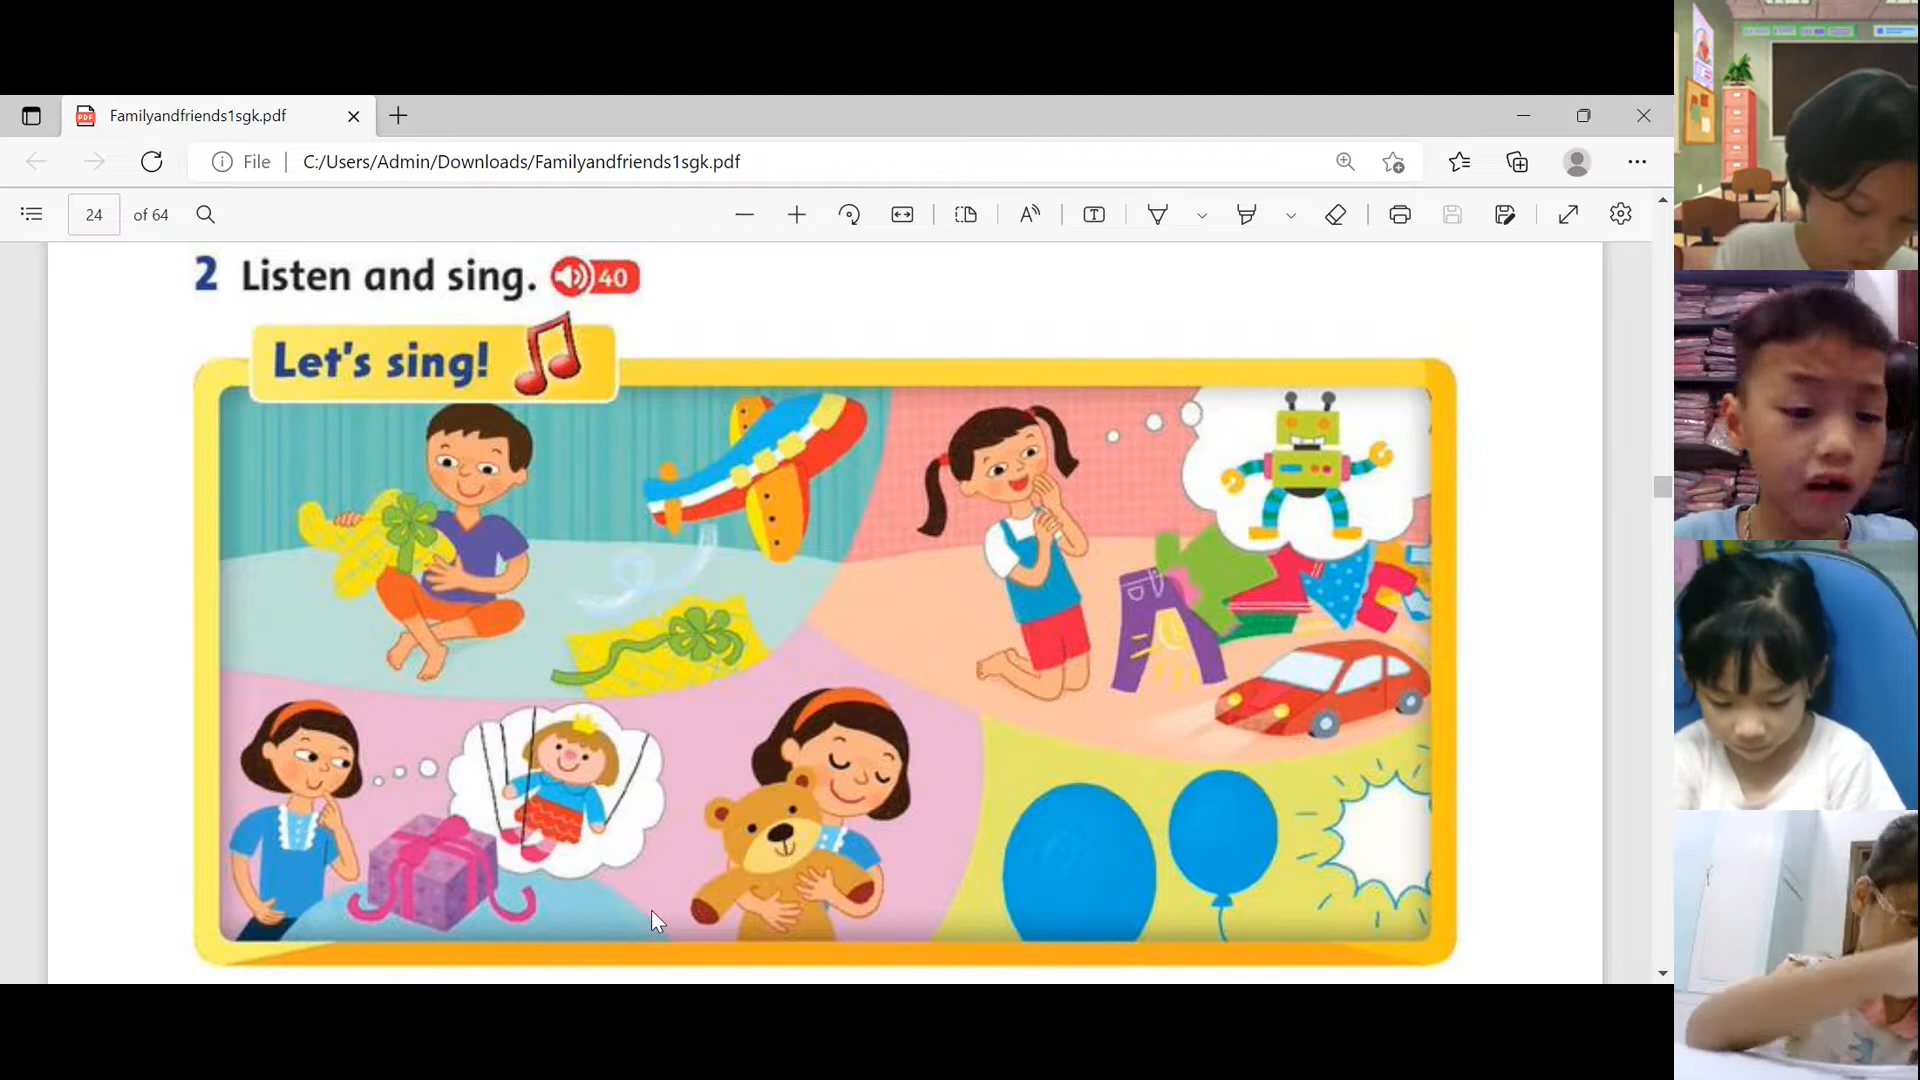 Familyandfriends1sgk.pdf
File C:/Users/Admin/Downloads/Familyandfriends1sgk.pdf
24 of 64
2 Listen and sing. 40
Let's sing!